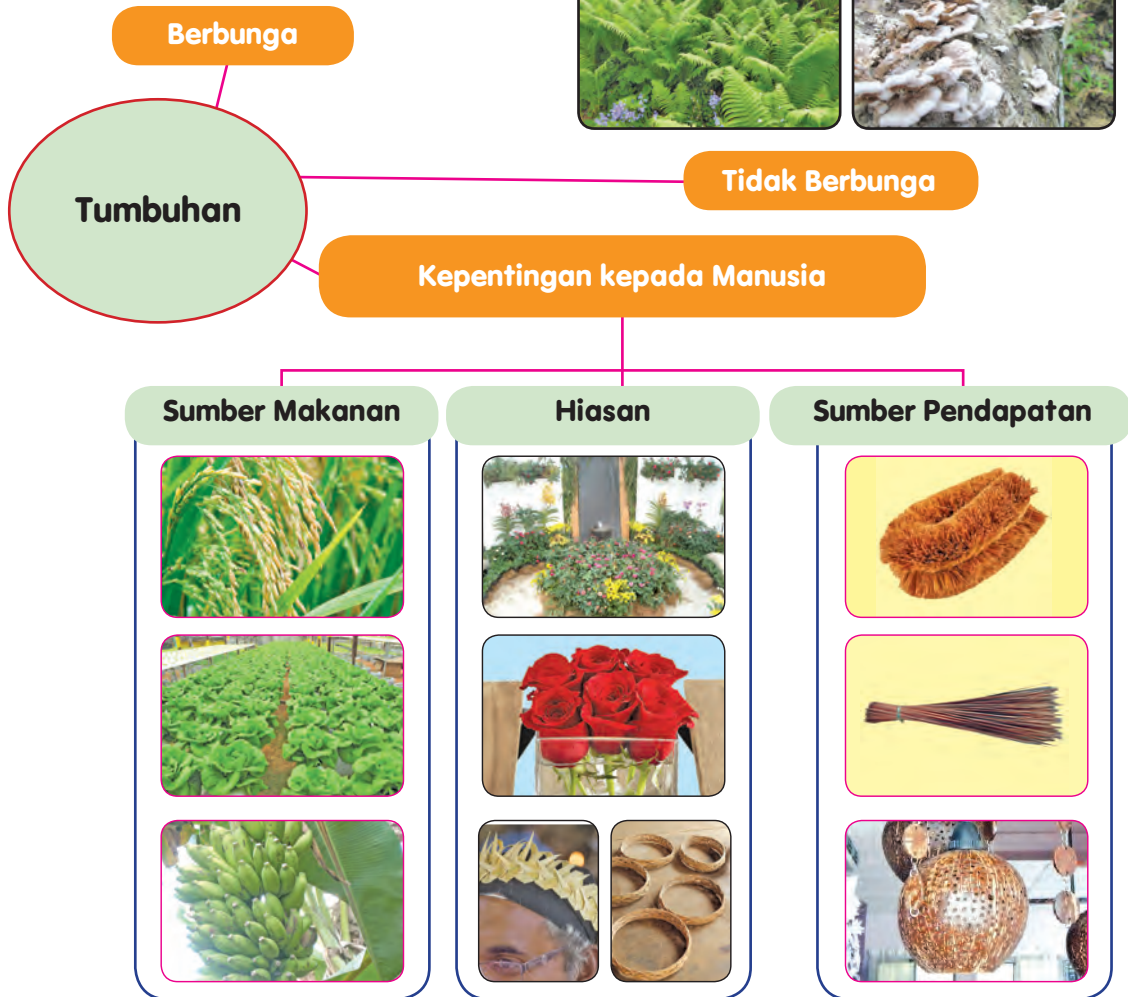 Berbunga
Tidak Berbunga
Tumbuhan
Kepentingan kepada Manusia
Sumber Makanan
Hiasan
Sumber Pendapatan